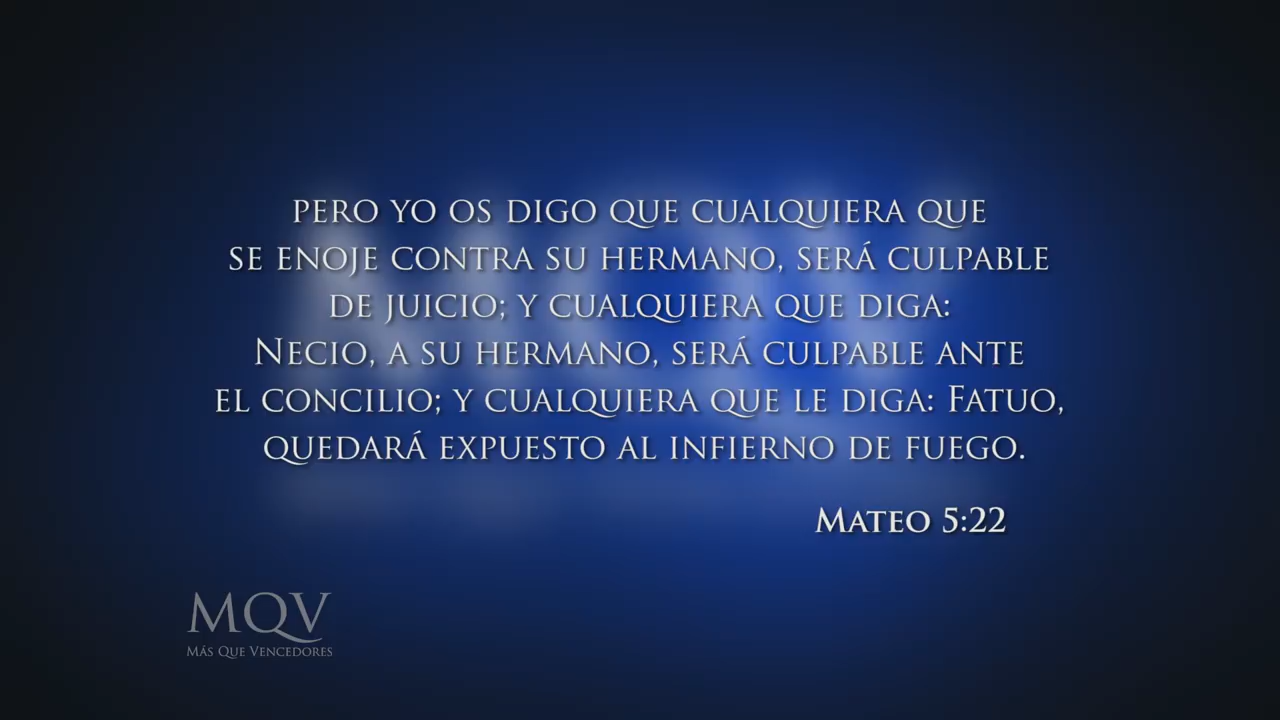 pero yo os digo que cualquiera que
se enoje contra su hermano, será culpable
de juicio; y cualquiera que diga:
Necio, a su hermano, será culpable ante
el concilio; y cualquiera que le diga: Fatuo,
quedará expuesto al infierno de fuego.
Mateo 5:22
MQV
Más Que Vencedores